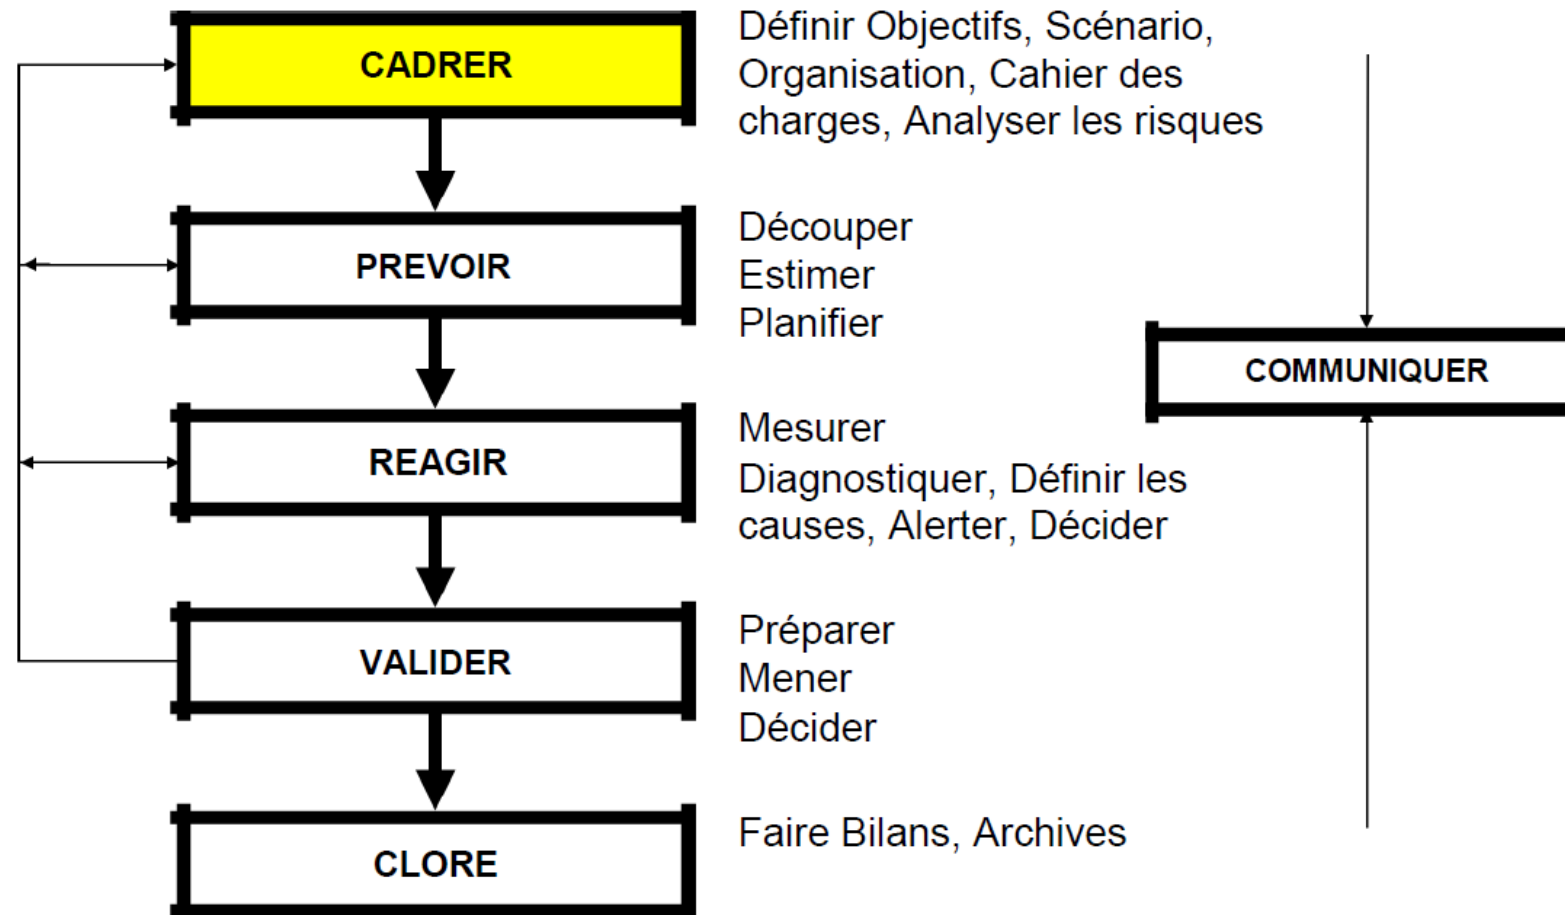 CADRER
Définir Objectifs, Scénario,
Organisation, Cahier des
charges, Analyser les risques
PREVOIR
Découper
Estimer
Planifier
COMMUNIQUER
REAGIR
Mesurer
Diagnostiquer, Définir les
causes, Alerter, Décider
VALIDER
Préparer
Mener
Décider
CLORE
Faire Bilans, Archives